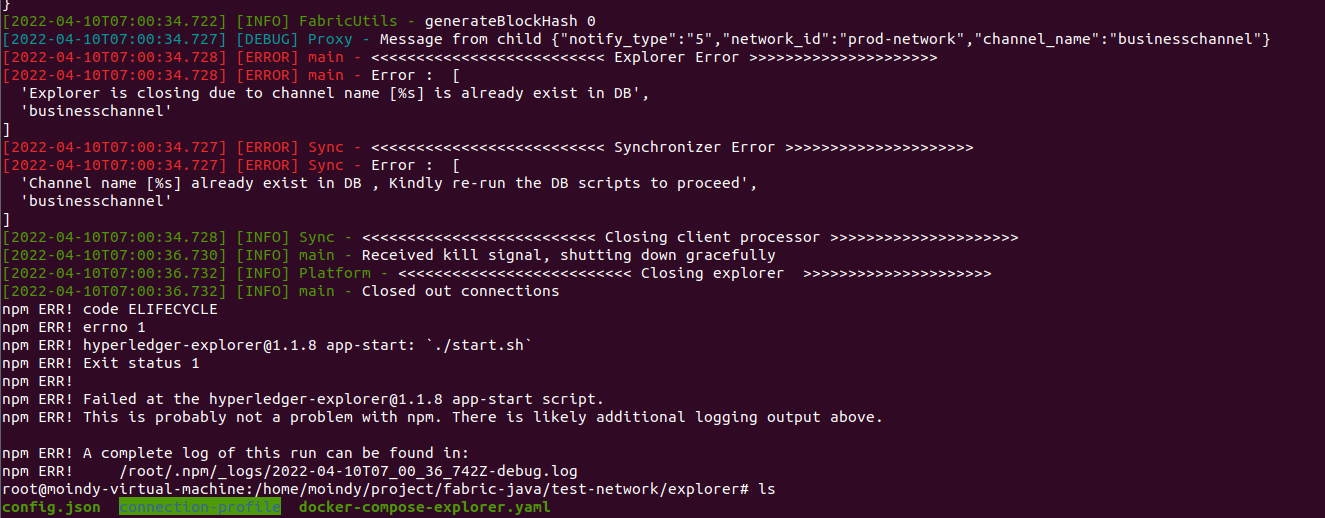 }
[2022-04-10T07:00:34.722] [INFO] FabricUtils - generateBlockHash 0
[2022-04-10T07:00:34.727] [DEBUG] Proxy - Message from child {"notify_type":"5","network_id":"prod-network","channel_name":"businesschannel"}
[2022-04-10T07:00:34.728] [ERROR] main - <<<<<<<<<<<<<<<<<<<<<<<<<< Explorer Error >>>>>>>>>>>>>>>>>>>>>
[2022-04-10T07:00:34.728] [ERROR] main - Error :  [
  'Explorer is closing due to channel name [%s] is already exist in DB',
  'businesschannel'
]
[2022-04-10T07:00:34.727] [ERROR] Sync - <<<<<<<<<<<<<<<<<<<<<<<<<< Synchronizer Error >>>>>>>>>>>>>>>>>>>>>
[2022-04-10T07:00:34.727] [ERROR] Sync - Error :  [
  'Channel name [%s] already exist in DB , Kindly re-run the DB scripts to proceed',
  'businesschannel'
]
[2022-04-10T07:00:34.728] [INFO] Sync - <<<<<<<<<<<<<<<<<<<<<<<<<< Closing client processor >>>>>>>>>>>>>>>>>>>>>
[2022-04-10T07:00:36.730] [INFO] main - Received kill signal, shutting down gracefully
[2022-04-10T07:00:36.732] [INFO] Platform - <<<<<<<<<<<<<<<<<<<<<<<<<< Closing explorer  >>>>>>>>>>>>>>>>>>>>>
[2022-04-10T07:00:36.732] [INFO] main - Closed out connections
npm ERR! code ELIFECYCLE
npm ERR! errno 1
npm ERR! hyperledger-explorer@1.1.8 app-start: `./start.sh`
npm ERR! Exit status 1
npm ERR!
npm ERR! Failed at the hyperledger-explorer@1.1.8 app-start script.
npm ERR! This is probably not a problem with npm. There is likely additional logging output above.
npm ERR! A complete log of this run can be found in:
npm ERR!     /root/.npm/_logs/2022-04-10T07_00_36_742Z-debug.log
root@moindy-virtual-machine:/home/moindy/project/fabric-java/test-network/explorer# ls
config.json  connection-profile  docker-compose-explorer.yaml